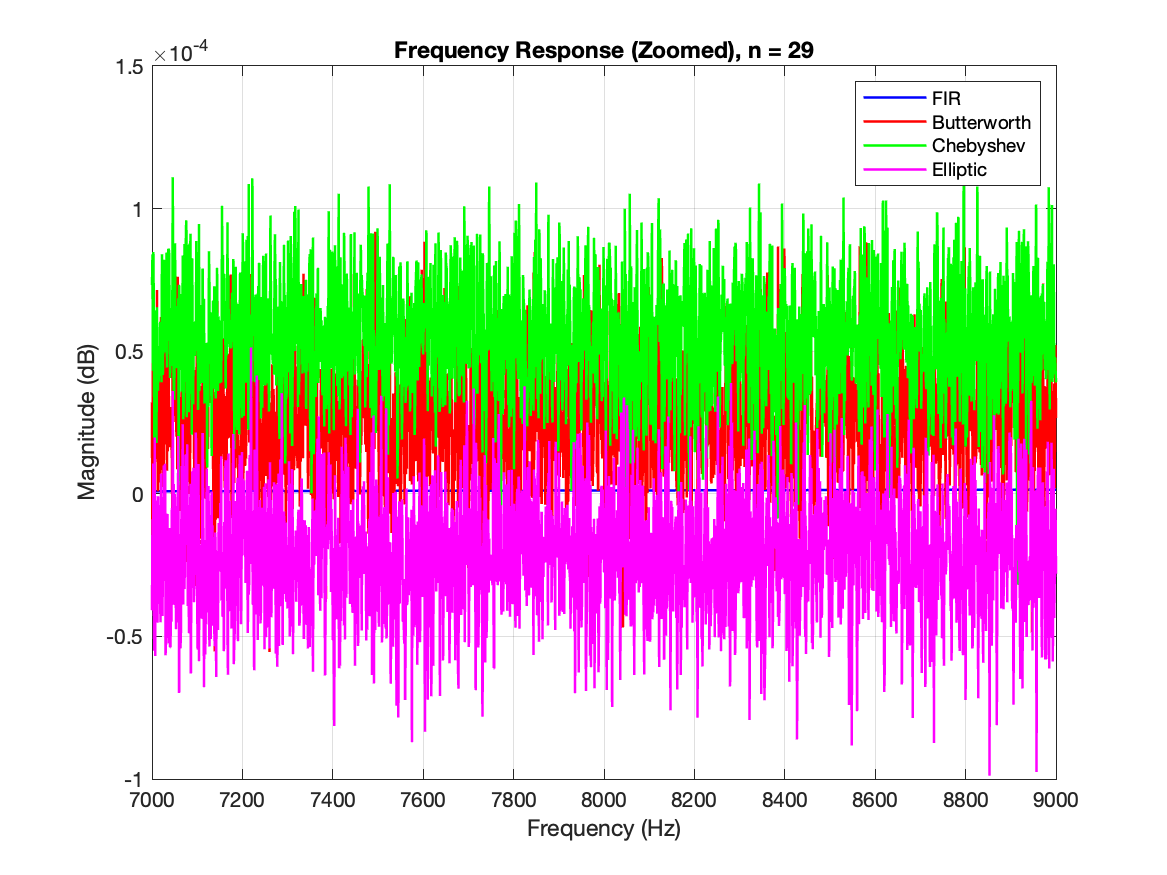 ×10-4
Frequency Response (Zoomed), n = 29
1.5
1
0.5
0
-0.5
-1
Magnitude (dB)
FIR
Butterworth
Chebyshev
Elliptic
7000 7200 7400 7600 7800 8000 8200 8400 8600 8800 9000
Frequency (Hz)